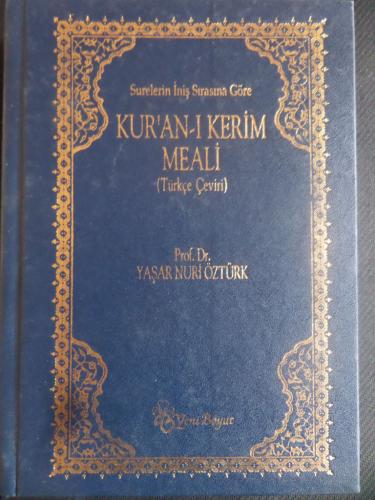 Surelerin İniş Sırasına Göre
KUR'AN-I KERİM
MEALİ
(Türkçe Çeviri)
Prof. Dr.
YAŞAR NURİ ÖZTÜRK
Yeni Boyut